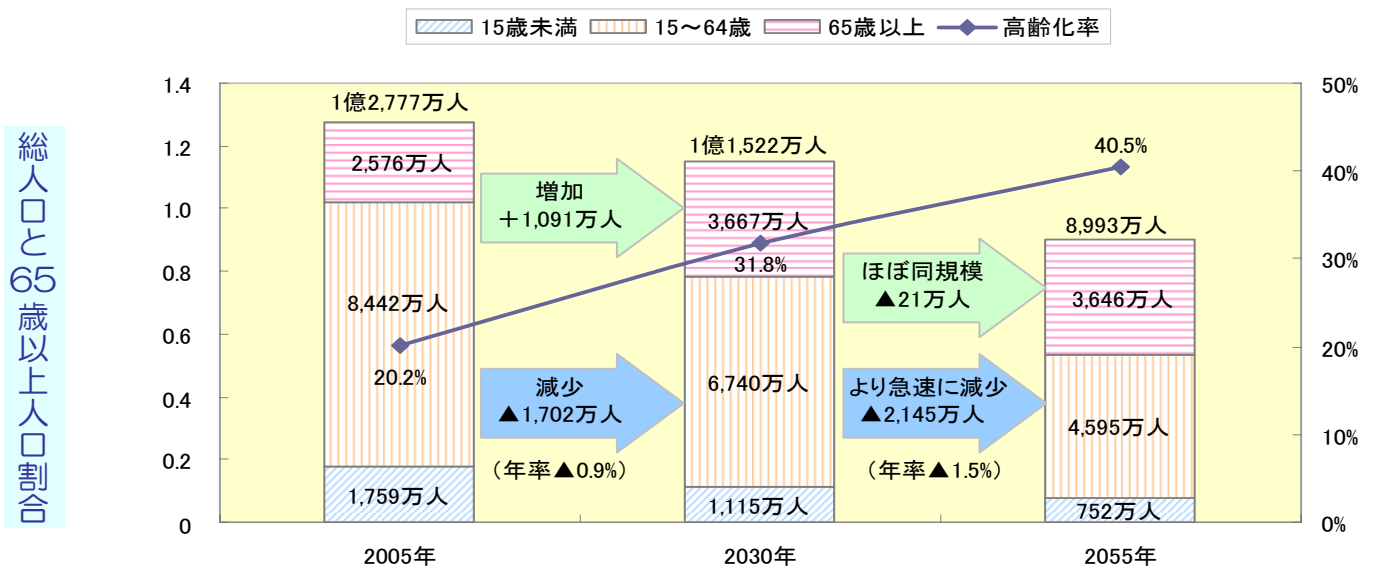 15歳未満 15～64歳 65歳以上 高齢化率
総人口と65歳以上人口割合
1.4
1.2
1.0
0.8
0.6
0.4
0.2
0
1億2,777万人
2,576万人
8,442万人
20.2%
1,759万人
増加
＋1,091万人
減少
▲1,702万人
（年率▲0.9%）
1億1,522万人
3,667万人
31.8%
6,740万人
1,115万人
ほぼ同規模
▲21万人
より急速に減少
▲2,145万人
（年率▲1.5%）
40.5%
8,993万人
3,646万人
4,595万人
752万人
50%
40%
30%
20%
10%
0%
2005年 2030年 2055年